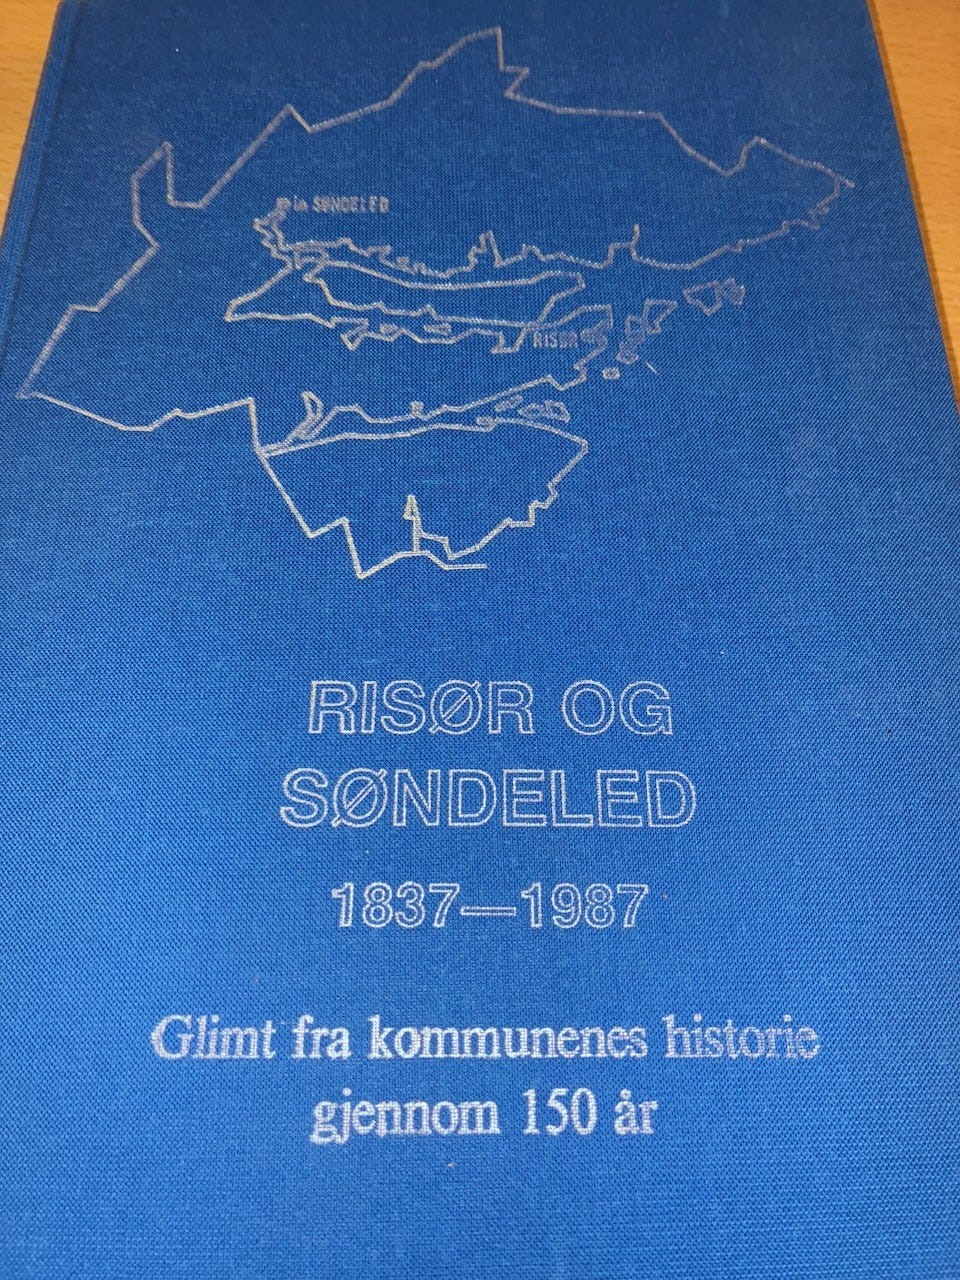 SØNDELED
RISØR
RISØR OG
SØNDELED
1837—1987
Glimt fra kommunenes historie
gjennom 150 år